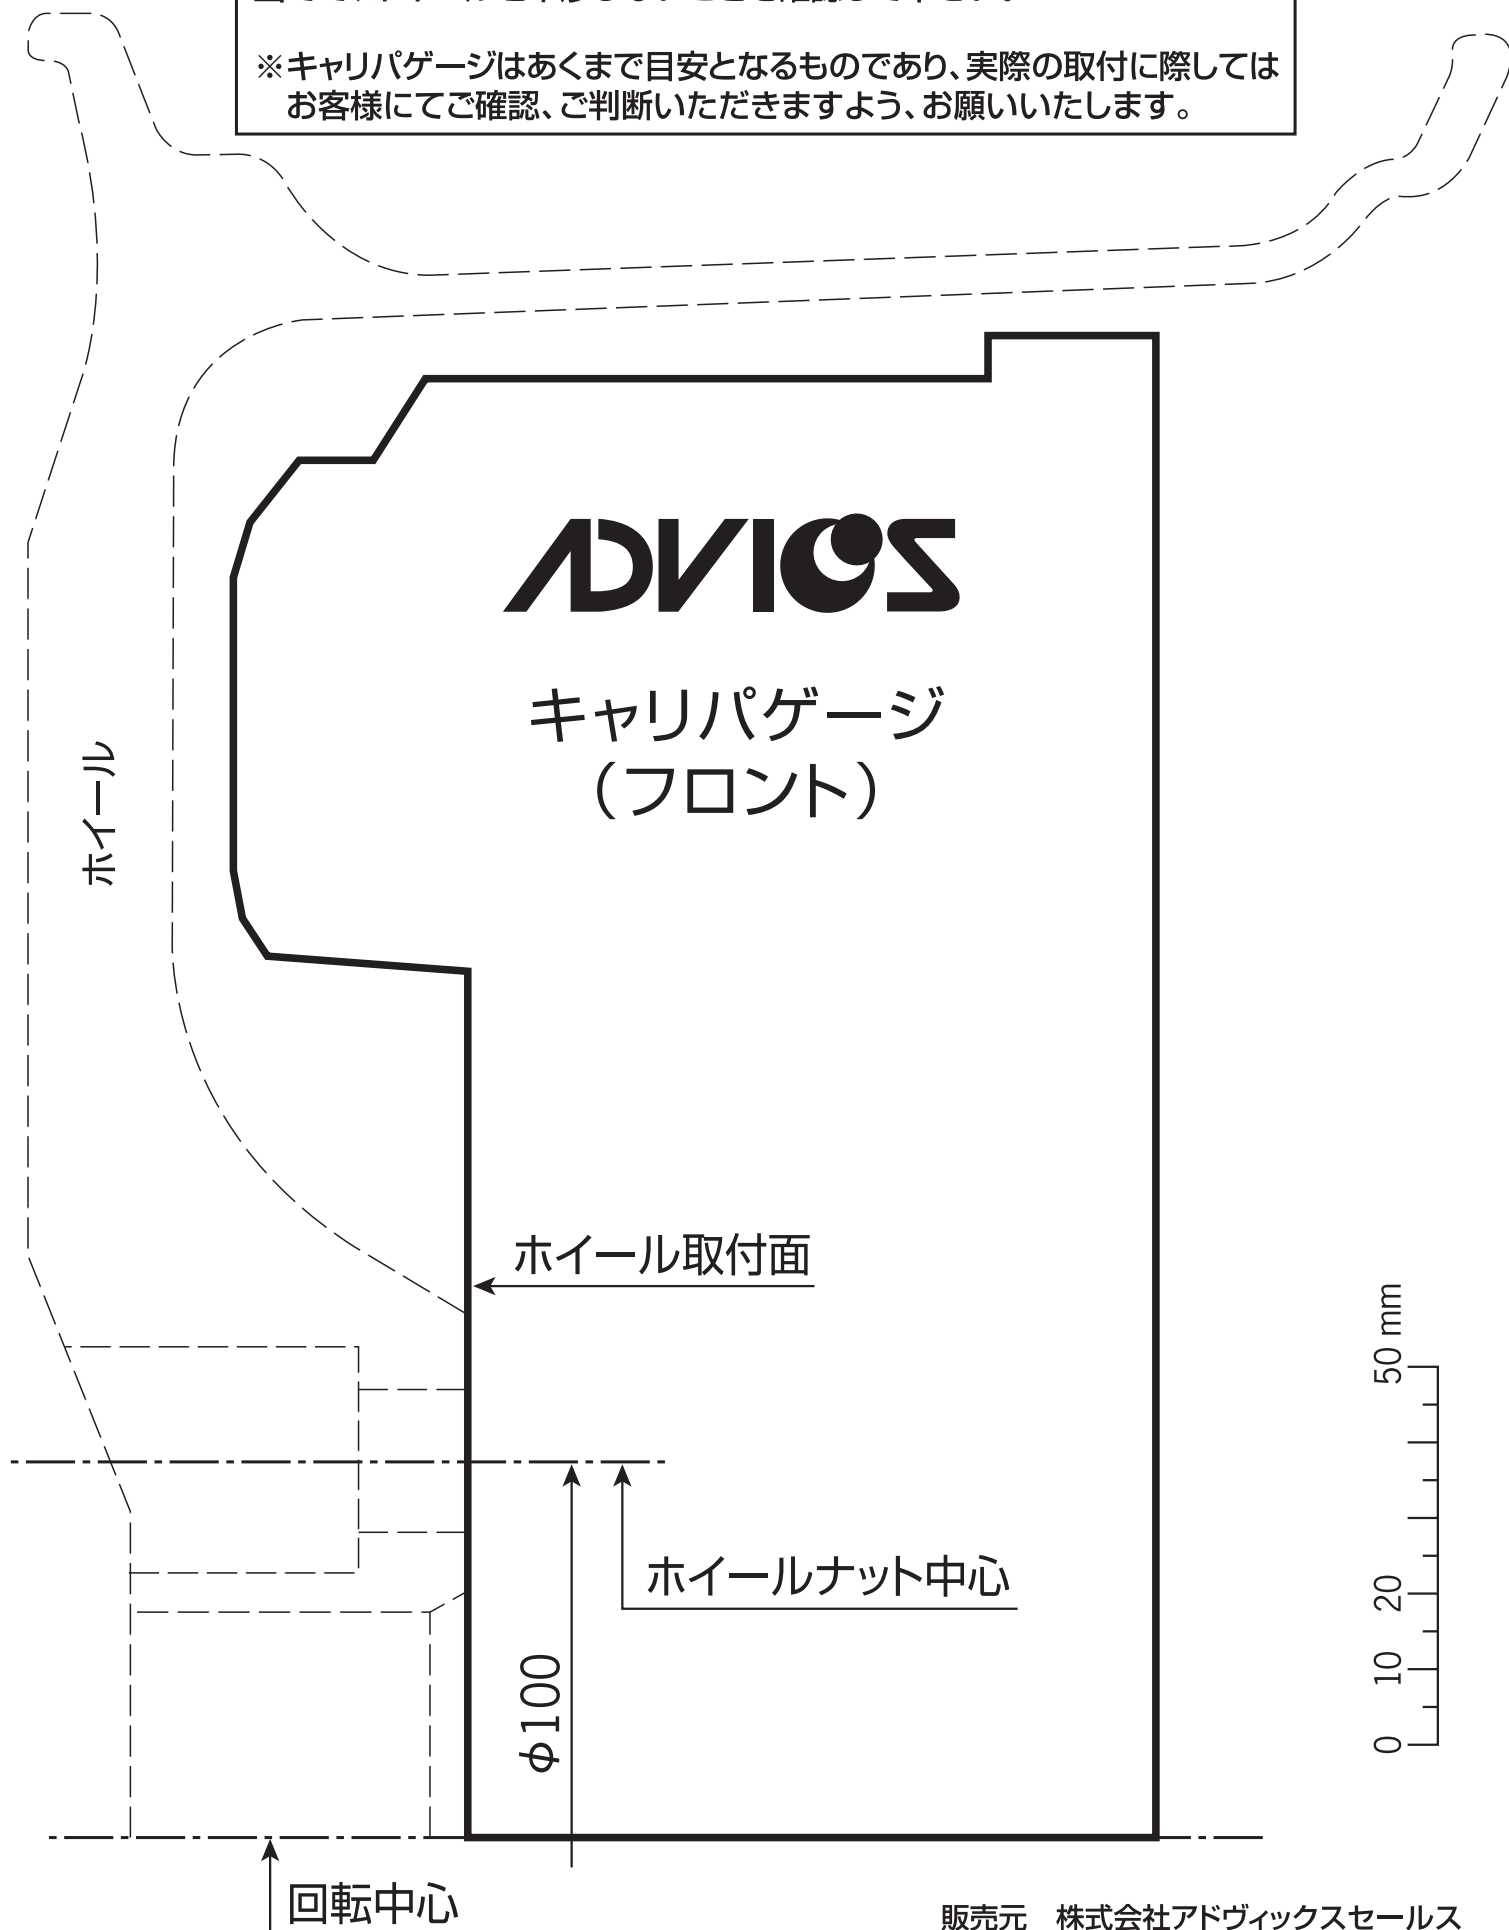 ※キャリパゲージはあくまで目安となるものであり、実際の取付に際しては
お客様にてご確認、ご判断いただきますよう、お願いいたします。
ADVICS
キャリパゲージ
（フロント）
ホイール
ホイール取付面
50 mm
20
10
0
ホイールナット中心
φ100
回転中心
販売元　株式会社アドヴィックスセールス